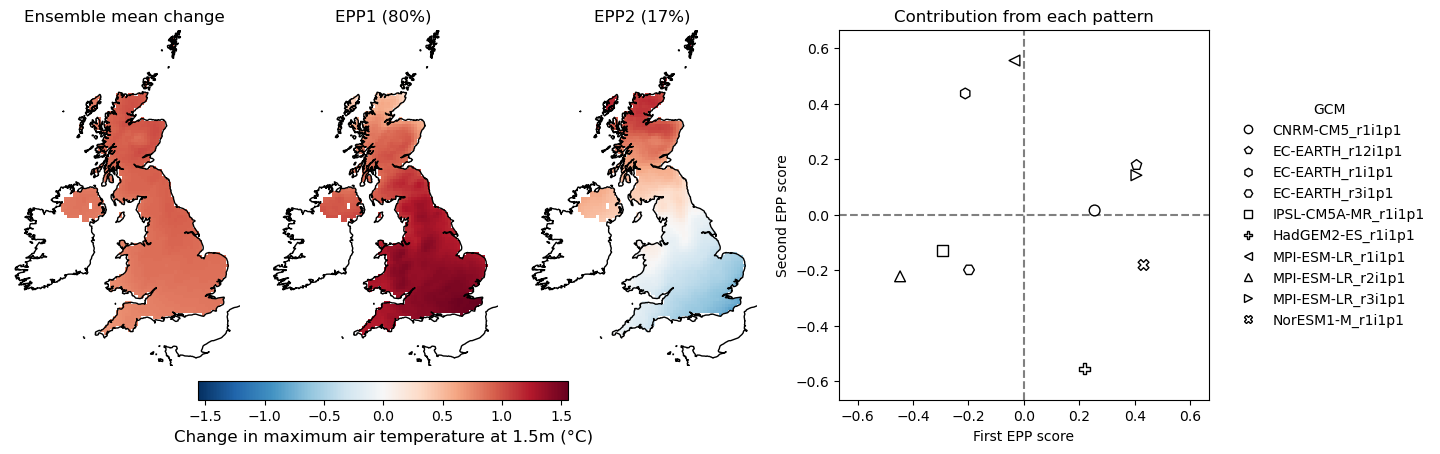 Ensemble mean change
EPP1 (80%)
EPP2 (17%)
−1.5 −1.0 −0.5 0.0 0.5 1.0 1.5
Change in maximum air temperature at 1.5m (°C)
Contribution from each pattern
Second EPP score
0.6
0.4
0.2
0.0
−0.2
−0.4
−0.6
−0.6 −0.4 −0.2 0.0 0.2 0.4 0.6
First EPP score
GCM
CNRM-CM5_r1i1p1
EC-EARTH_r12i1p1
EC-EARTH_r1i1p1
EC-EARTH_r3i1p1
IPSL-CM5A-MR_r1i1p1
HadGEM2-ES_r1i1p1
MPI-ESM-LR_r1i1p1
MPI-ESM-LR_r2i1p1
MPI-ESM-LR_r3i1p1
NorESM1-M_r1i1p1